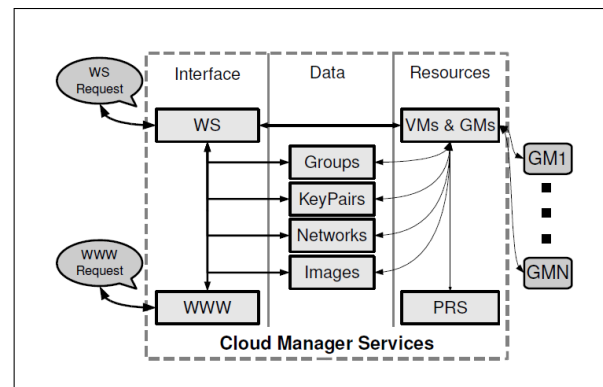 WS
Request
Interface
Data
Resources
WS
VMs & GMs
Groups
GM1
KeyPairs
Networks
WWW
Request
Images
GMN
WWW
PRS
Cloud Manager Services